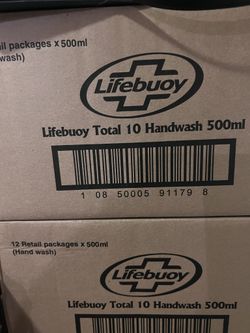 ail packages x 500ml
wash)
Lifebuoy
Lifebuoy Total 10 Handwash 500ml
1 08 50005 91179 8
12 Retail packages x 500ml
(Hand wash)
Lifebuoy
Lifebuoy Total 10 Handwash 500ml